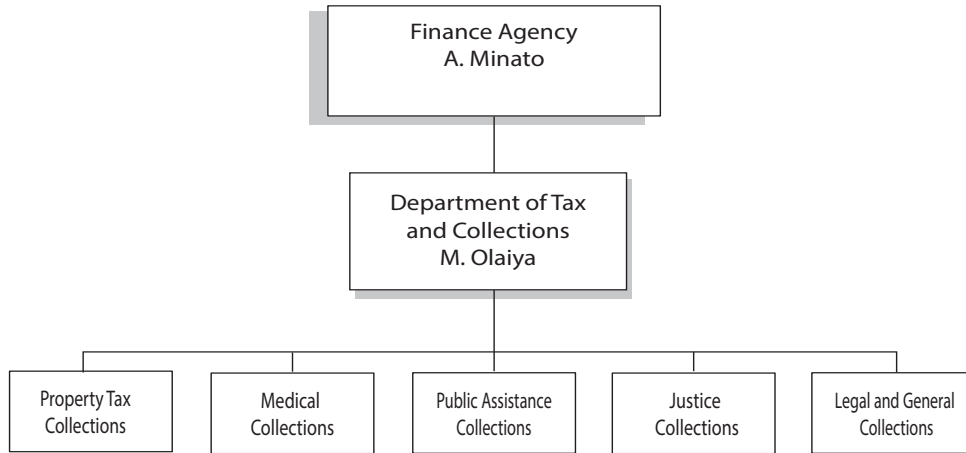 Finance Agency
A. Minato
Department of Tax
and Collections
M. Olaiya
Property Tax
Collections
Medical
Collections
Public Assistance
Collections
Justice
Collections
Legal and General
Collections